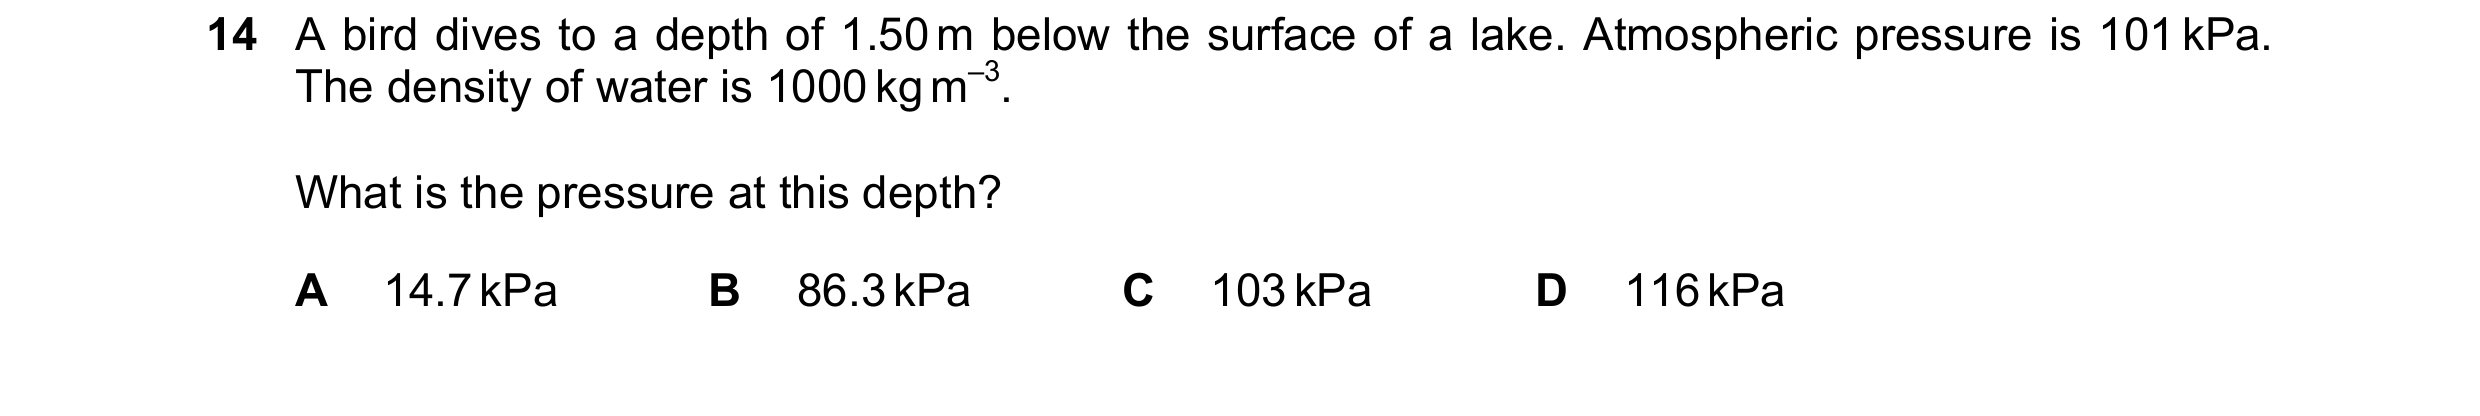 14 A bird dives to a depth of 1.50 m below the surface of a lake. Atmospheric pressure is 101 kPa.
The density of water is 1000 kg m⁻³.
What is the pressure at this depth?
A 14.7 kPa B 86.3 kPa C 103 kPa D 116 kPa